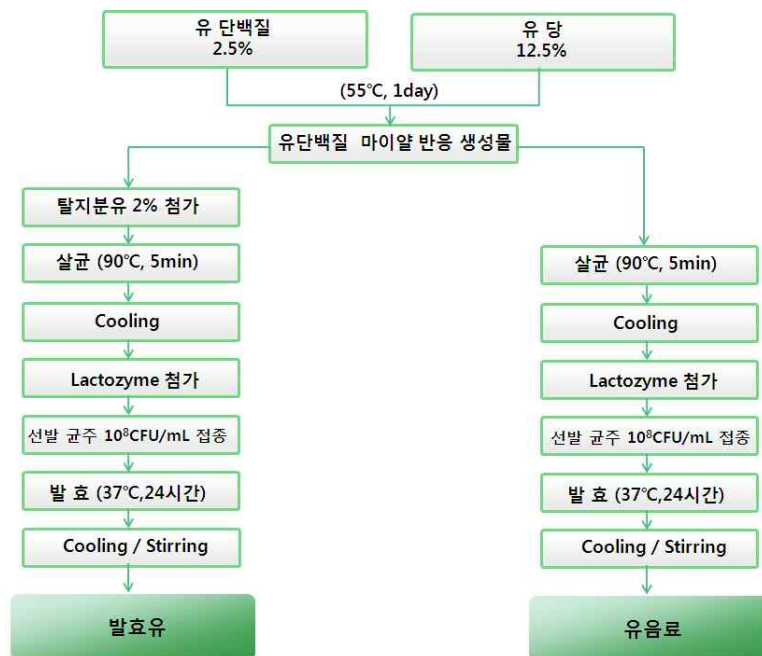 유 단백질
2.5%
유 당
12.5%
(55℃, 1day)
유단백질 마이얄 반응 생성물
탈지분유 2% 첨가
살균 (90℃, 5min)
Cooling
Lactozyme 첨가
선발 균주 10⁸CFU/mL 접종
발 효 (37℃,24시간)
Cooling / Stirring
발효유
살균 (90℃, 5min)
Cooling
Lactozyme 첨가
선발 균주 10⁸CFU/mL 접종
발 효 (37℃,24시간)
Cooling / Stirring
유음료